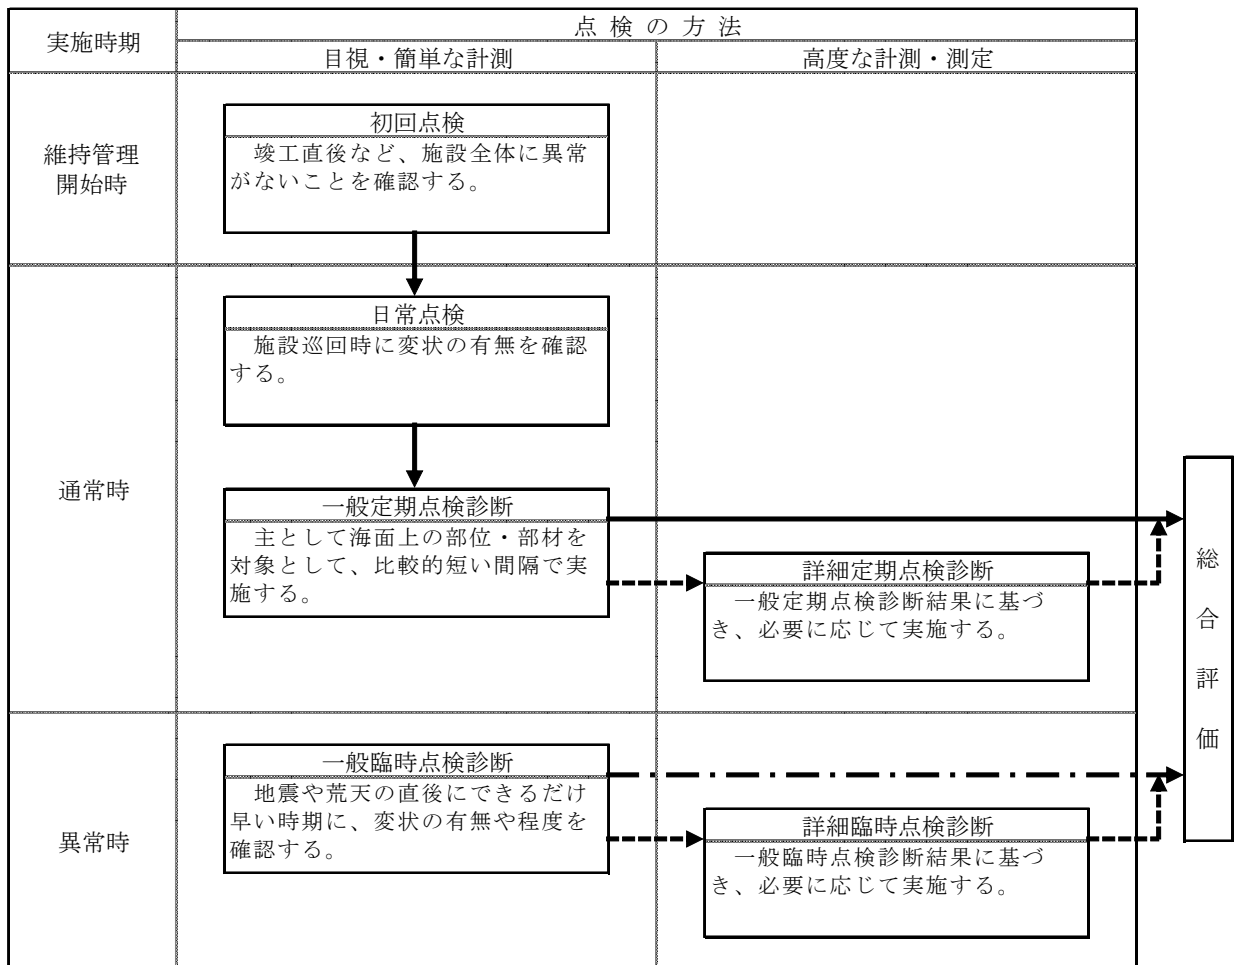 実施時期
点検の方法
目視・簡単な計測
高度な計測・測定
維持管理
開始時
初回点検
竣工直後など、施設全体に異常
がないことを確認する。
通常時
日常点検
施設巡回時に変状の有無を確認
する。
一般定期点検診断
主として海面上の部位・部材を
対象として、比較的短い間隔で実
施する。
詳細定期点検診断
一般定期点検診断結果に基づ
き、必要に応じて実施する。
異常時
一般臨時点検診断
地震や荒天の直後にできるだけ
早い時期に、変状の有無や程度を
確認する。
詳細臨時点検診断
一般臨時点検診断結果に基づ
き、必要に応じて実施する。
総合評価